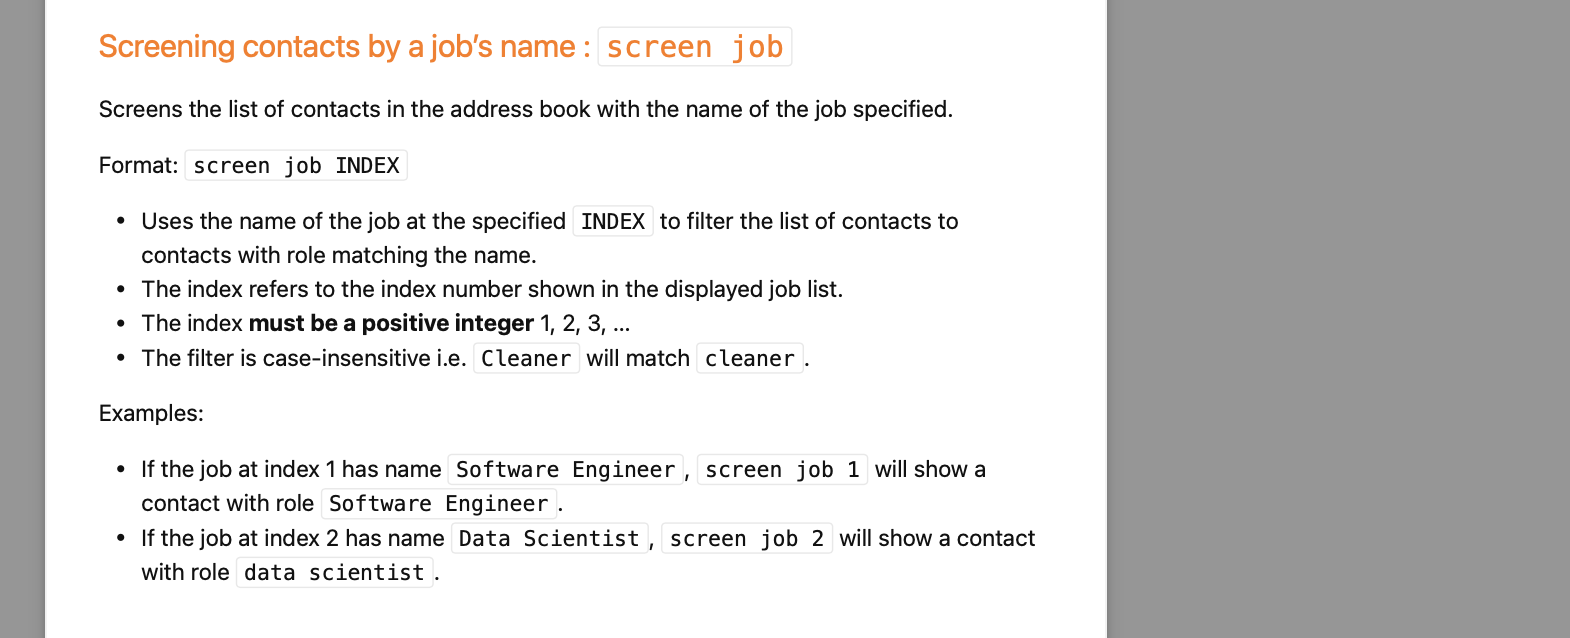 Screening contacts by a job’s name : screen job
Screens the list of contacts in the address book with the name of the job specified.
Format: screen job INDEX
• Uses the name of the job at the specified INDEX to filter the list of contacts to
contacts with role matching the name.
• The index refers to the index number shown in the displayed job list.
• The index must be a positive integer 1, 2, 3, …
• The filter is case-insensitive i.e. Cleaner will match cleaner.
Examples:
• If the job at index 1 has name Software Engineer, screen job 1 will show a
contact with role Software Engineer.
• If the job at index 2 has name Data Scientist, screen job 2 will show a contact
with role data scientist.